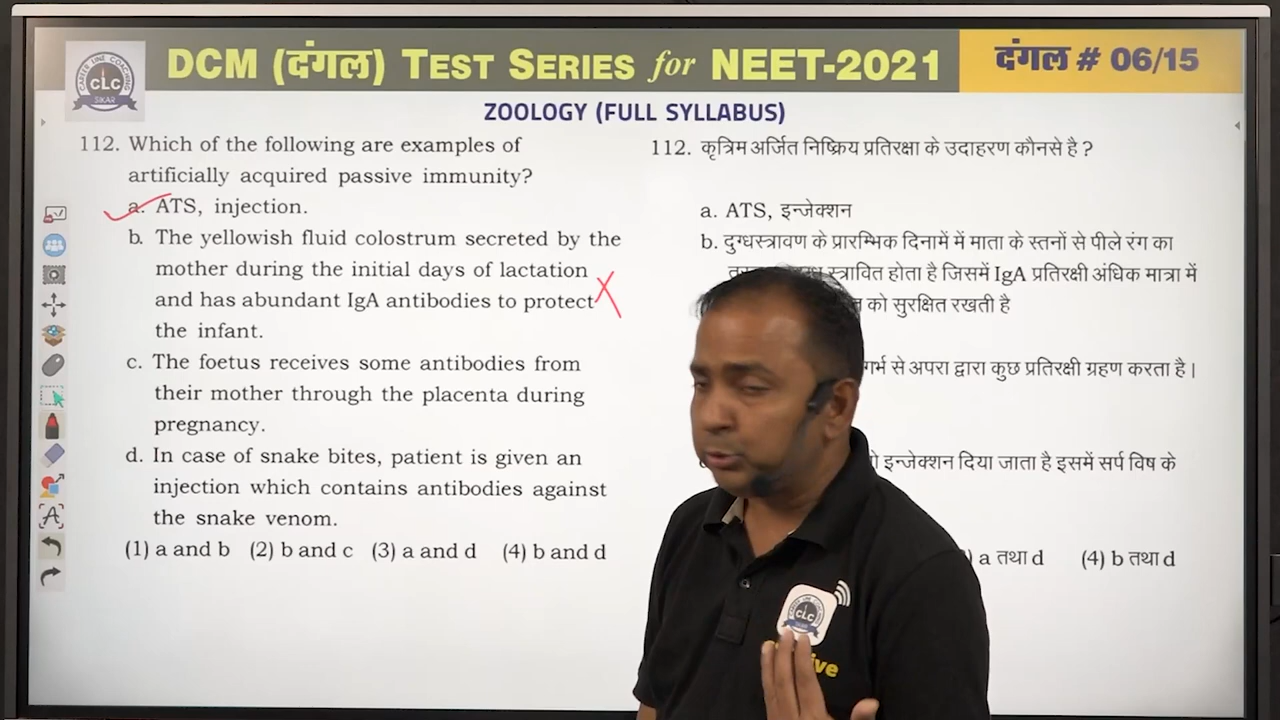 DCM (दंगल) TEST SERIES for NEET-2021
दंगल # 06/15
CAREER LINE COACHING
CLC
SIKAR
ZOOLOGY (FULL SYLLABUS)
112. Which of the following are examples of
artificially acquired passive immunity?
a. ATS, injection.
b. The yellowish fluid colostrum secreted by the
mother during the initial days of lactation
and has abundant IgA antibodies to protect
the infant.
c. The foetus receives some antibodies from
their mother through the placenta during
pregnancy.
d. In case of snake bites, patient is given an
injection which contains antibodies against
the snake venom.
(1) a and b (2) b and c (3) a and d (4) b and d
112. कृत्रिम अर्जित निष्क्रिय प्रतिरक्षा के उदाहरण कौनसे है ?
a. ATS, इन्जेक्शन
b. दुग्धस्त्रावण के प्रारम्भिक दिनामें में माता के स्तनों से पीले रंग का
स्त्रावित होता है जिसमें IgA प्रतिरक्षी अंधिक मात्रा में
को सुरक्षित रखती है
गर्भ से अपरा द्वारा कुछ प्रतिरक्षी ग्रहण करता है।
इन्जेक्शन दिया जाता है इसमें सर्प विष के
a तथा d (4) b तथा d
CLC